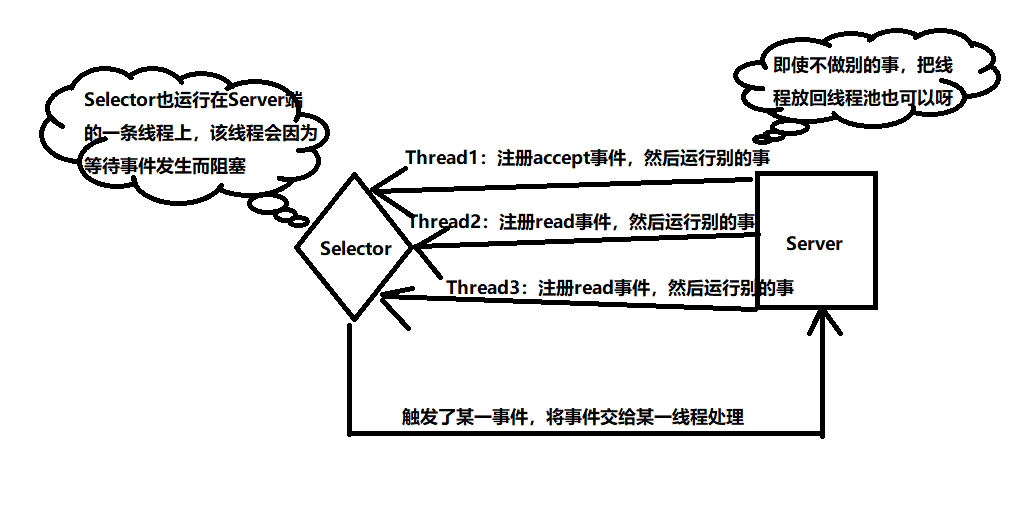 即使不做别的事，把线
程放回线程池也可以呀
Selector也运行在Server端
的一条线程上，该线程会因为
等待事件发生而阻塞
Thread1：注册accept事件，然后运行别的事
Thread2：注册read事件，然后运行别的事
Selector
Server
Thread3：注册read事件，然后运行别的事
触发了某一事件，将事件交给某一线程处理